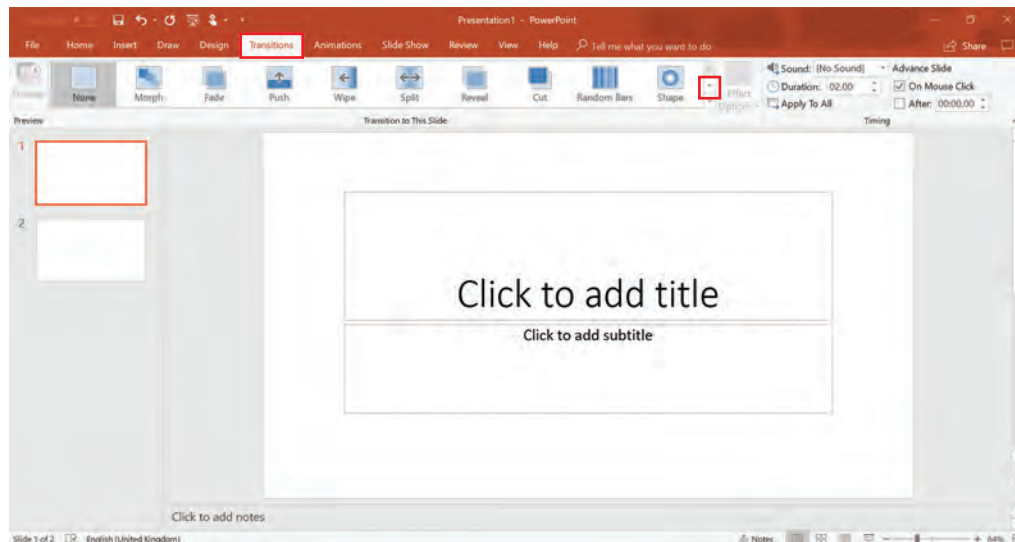 Presentation1 - PowerPoint
File Home Insert Draw Design Transitions Animations Slide Show Review View Help Tell me what you want to do Share
None Morph Fade Push Wipe Split Reveal Cut Random Bars Shape Effect Options
Sound: [No Sound]
Duration: 02.00
Apply To All
Advance Slide
On Mouse Click
After: 00:00.00
Preview Transition to This Slide Timing
1
2
Click to add title
Click to add subtitle
Click to add notes
Slide 1 of 2 English (United Kingdom) Notes 64%